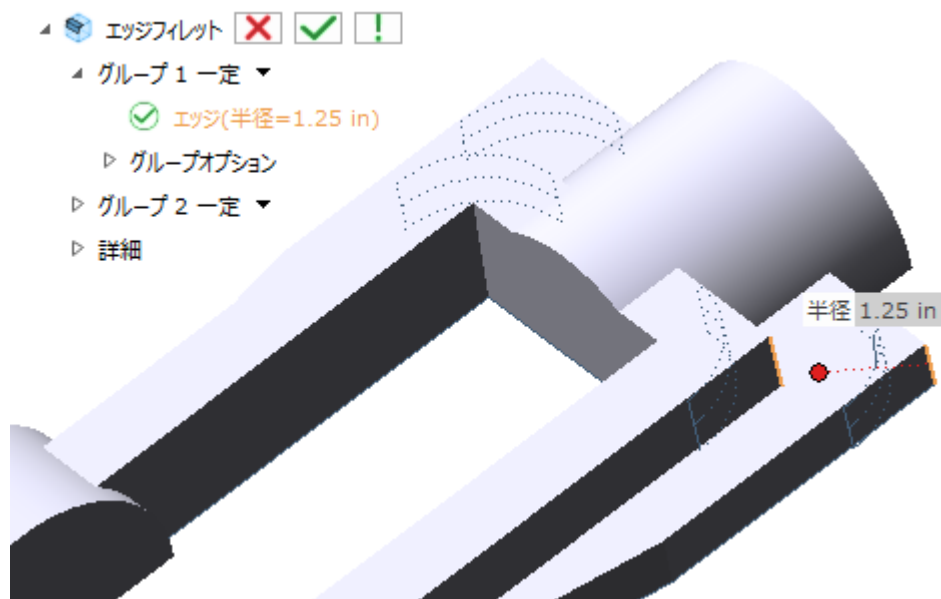 エッジフィレット
グループ 1 一定
エッジ(半径=1.25 in)
グループオプション
グループ 2 一定
詳細
半径 1.25 in